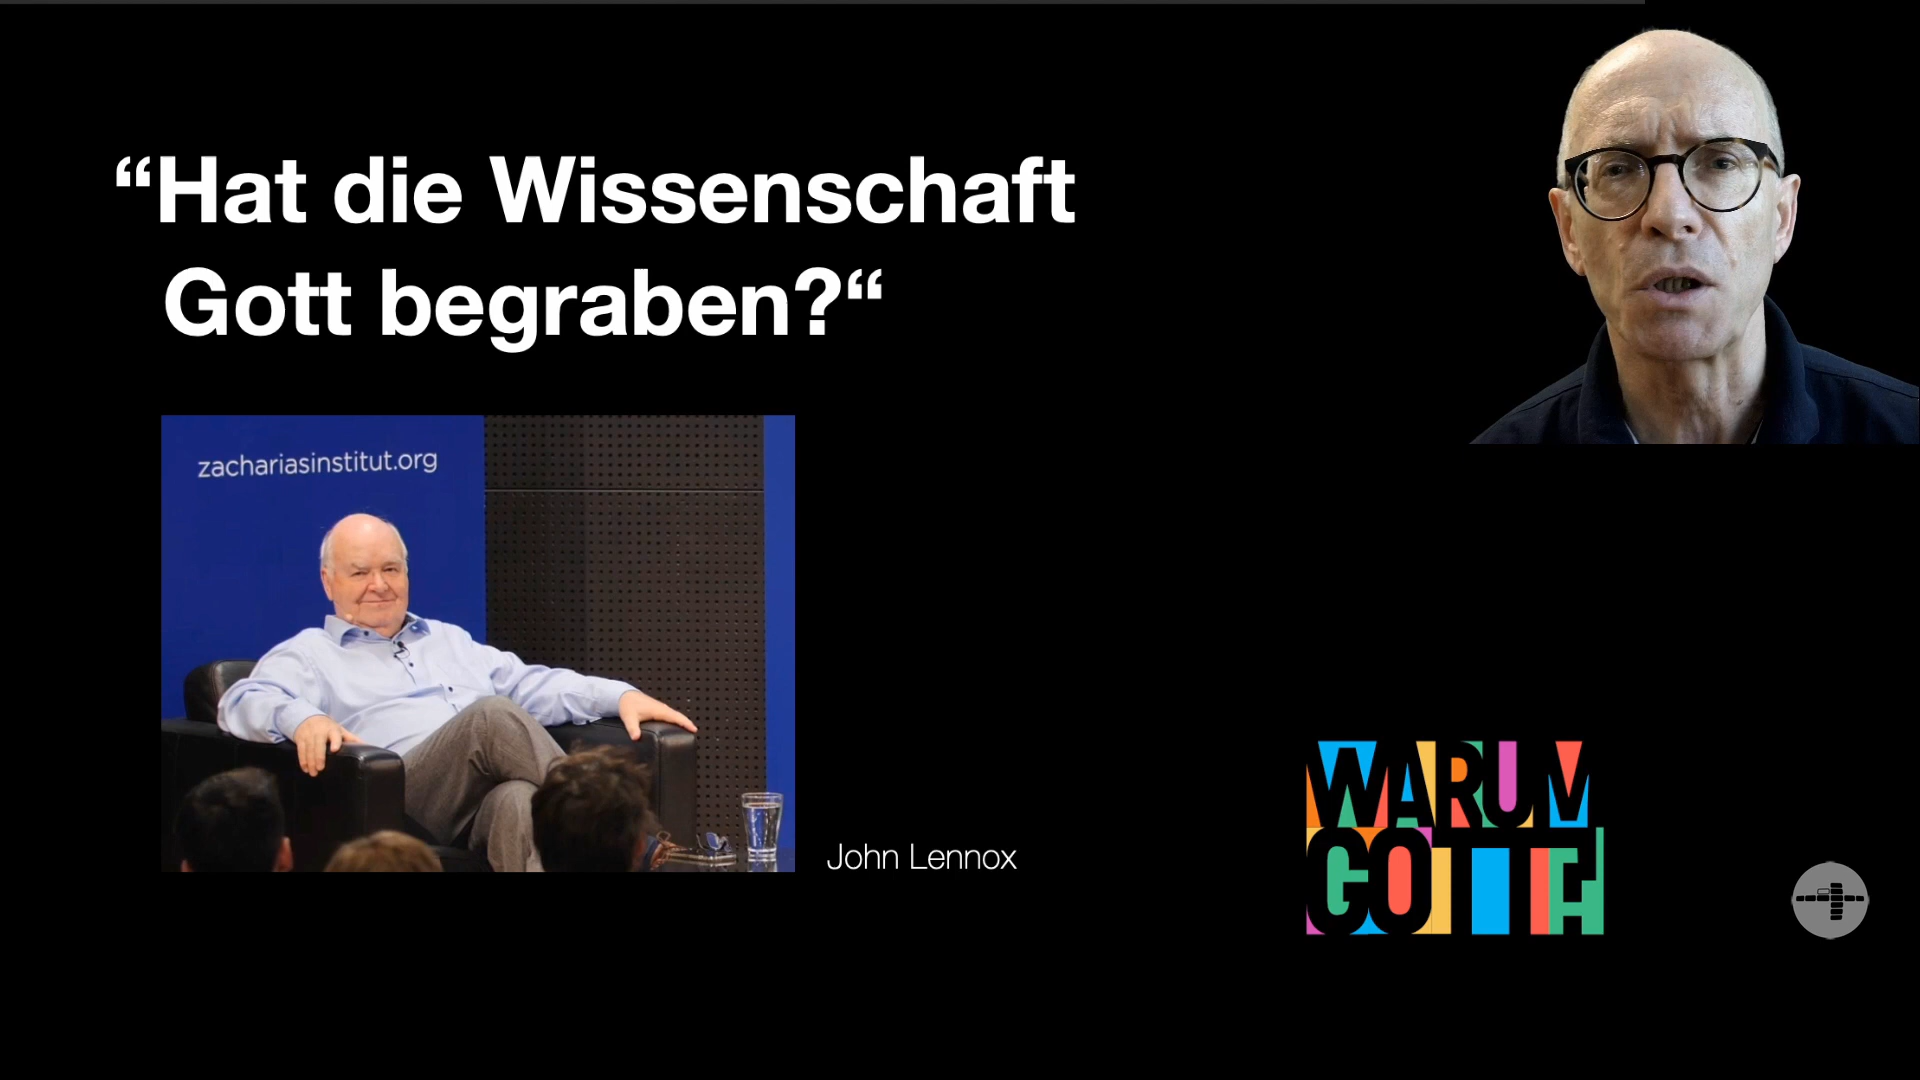 “Hat die Wissenschaft
Gott begraben?“
zachariasinstitut.org
John Lennox
WARUM
GOTT?